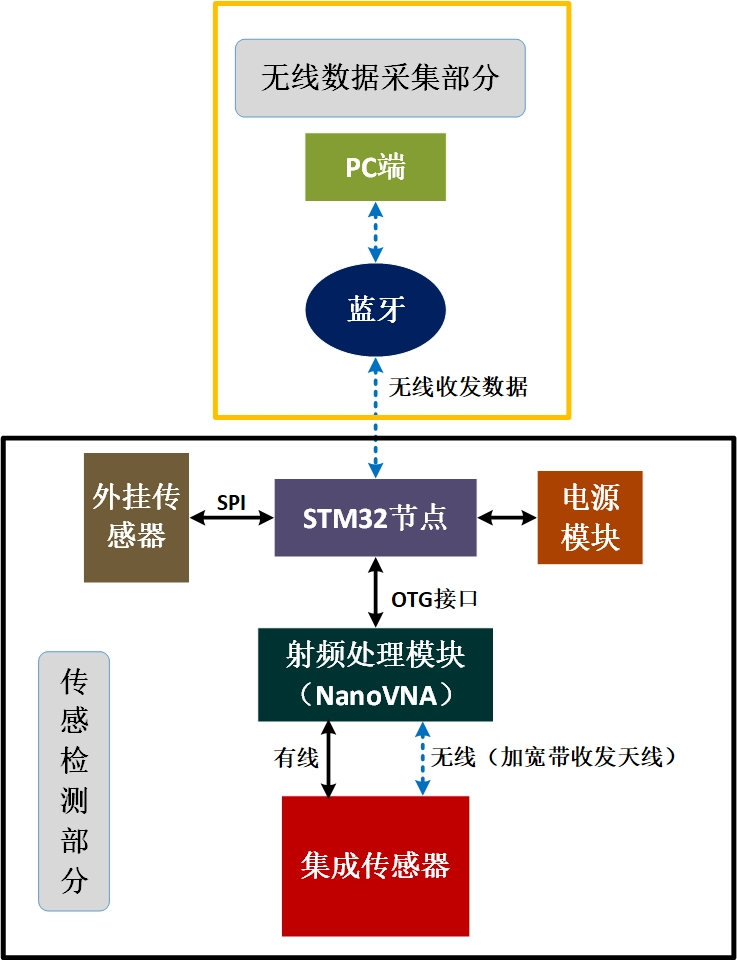 无线数据采集部分
PC端
蓝牙
无线收发数据
外挂传
感器
SPI
STM32节点
电源
模块
OTG接口
射频处理模块
（NanoVNA）
有线
无线（加宽带收发天线）
集成传感器
传
感
检
测
部
分